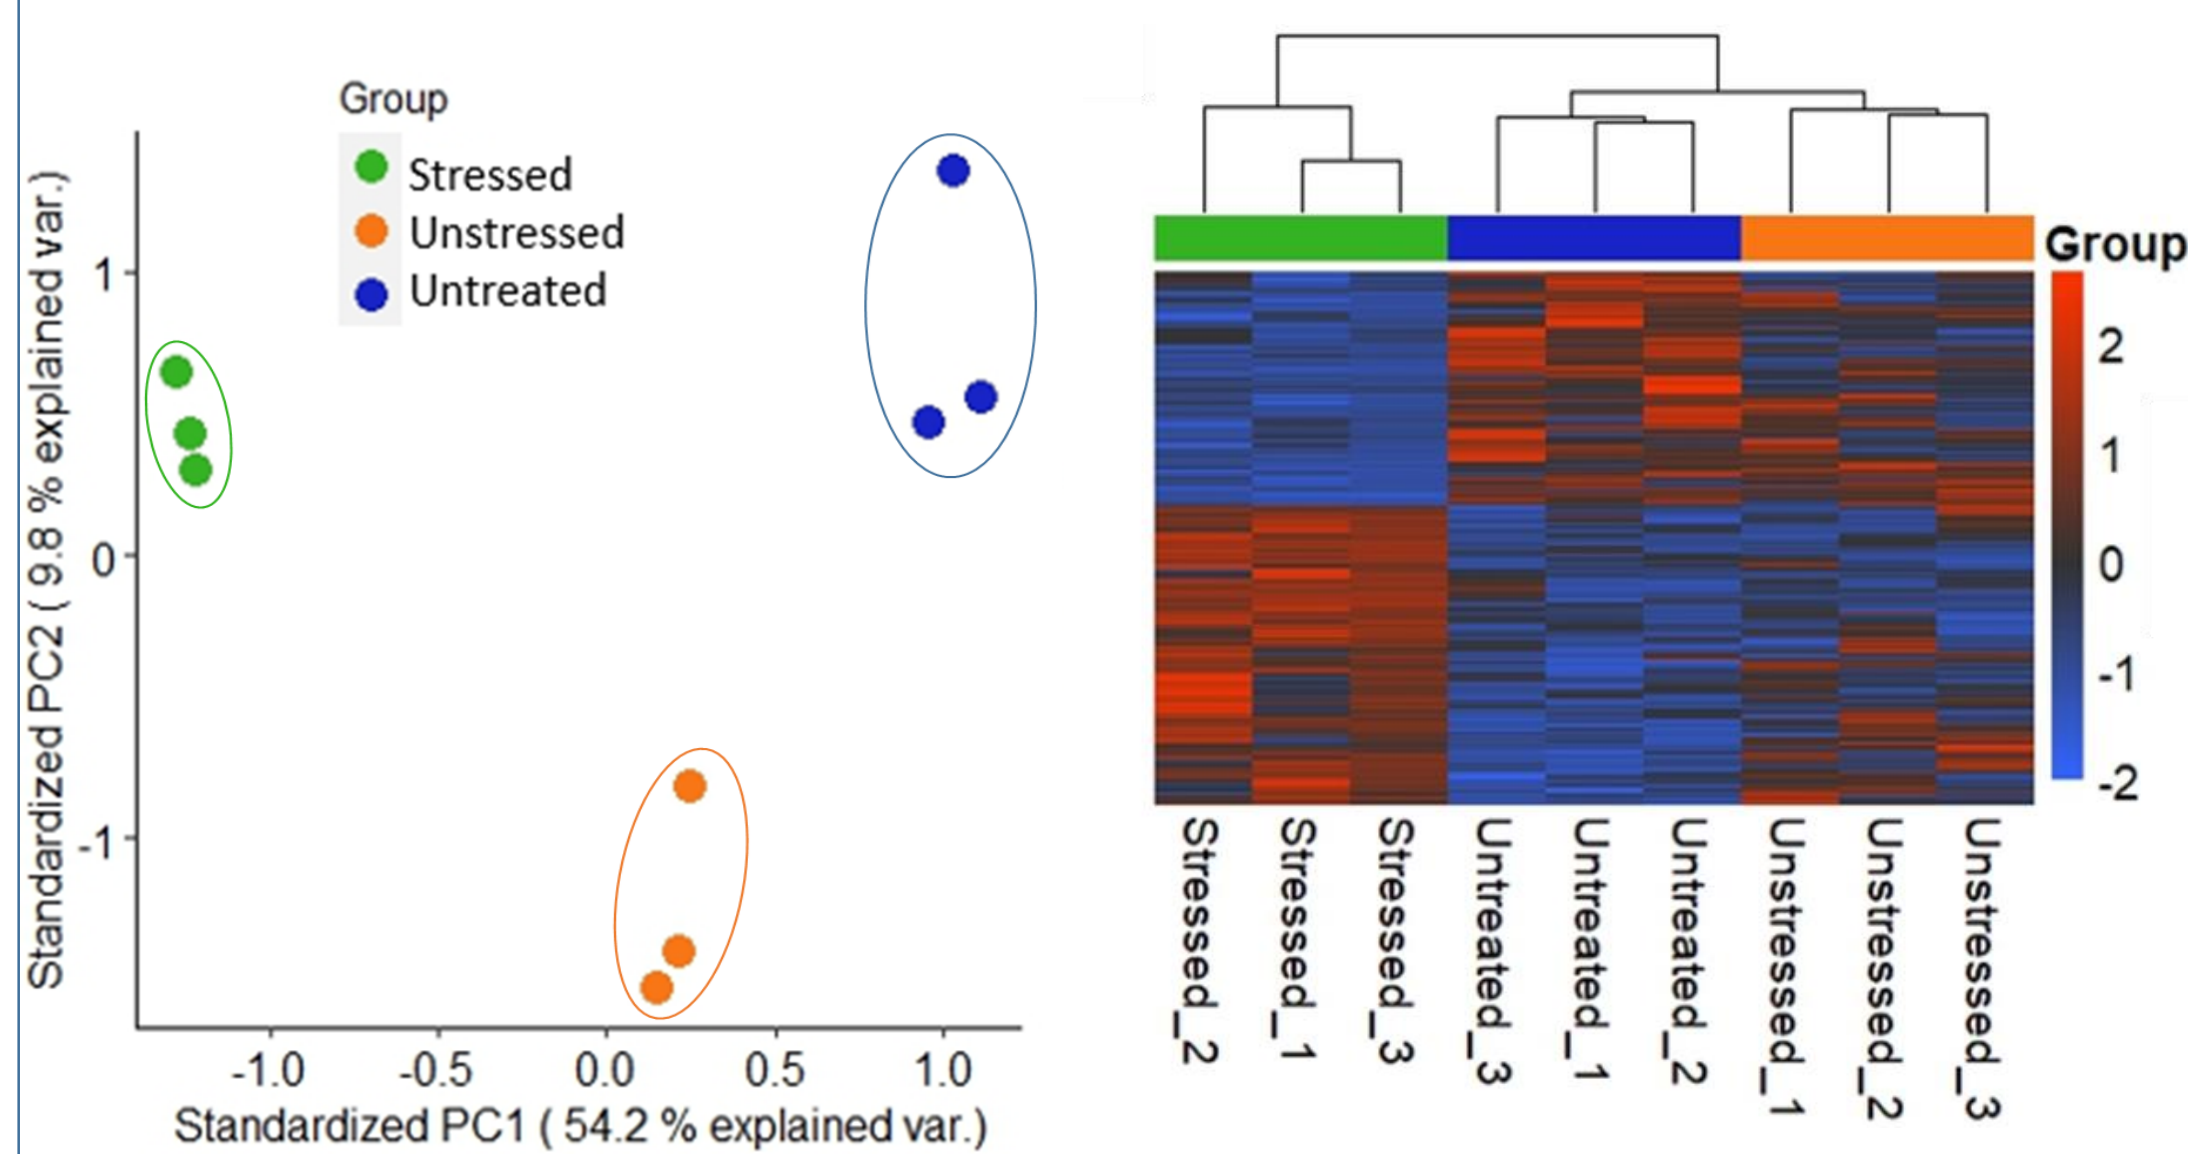 Group
Stressed
Unstressed
Untreated
Standardized PC2 ( 9.8 % explained var.)
1
0
-1
-1.0
-0.5
0.0
0.5
1.0
Standardized PC1 ( 54.2 % explained var.)
Group
2
1
0
-1
-2
Stressed_2
Stressed_1
Stressed_3
Untreated_3
Untreated_1
Untreated_2
Unstressed_1
Unstressed_2
Unstressed_3